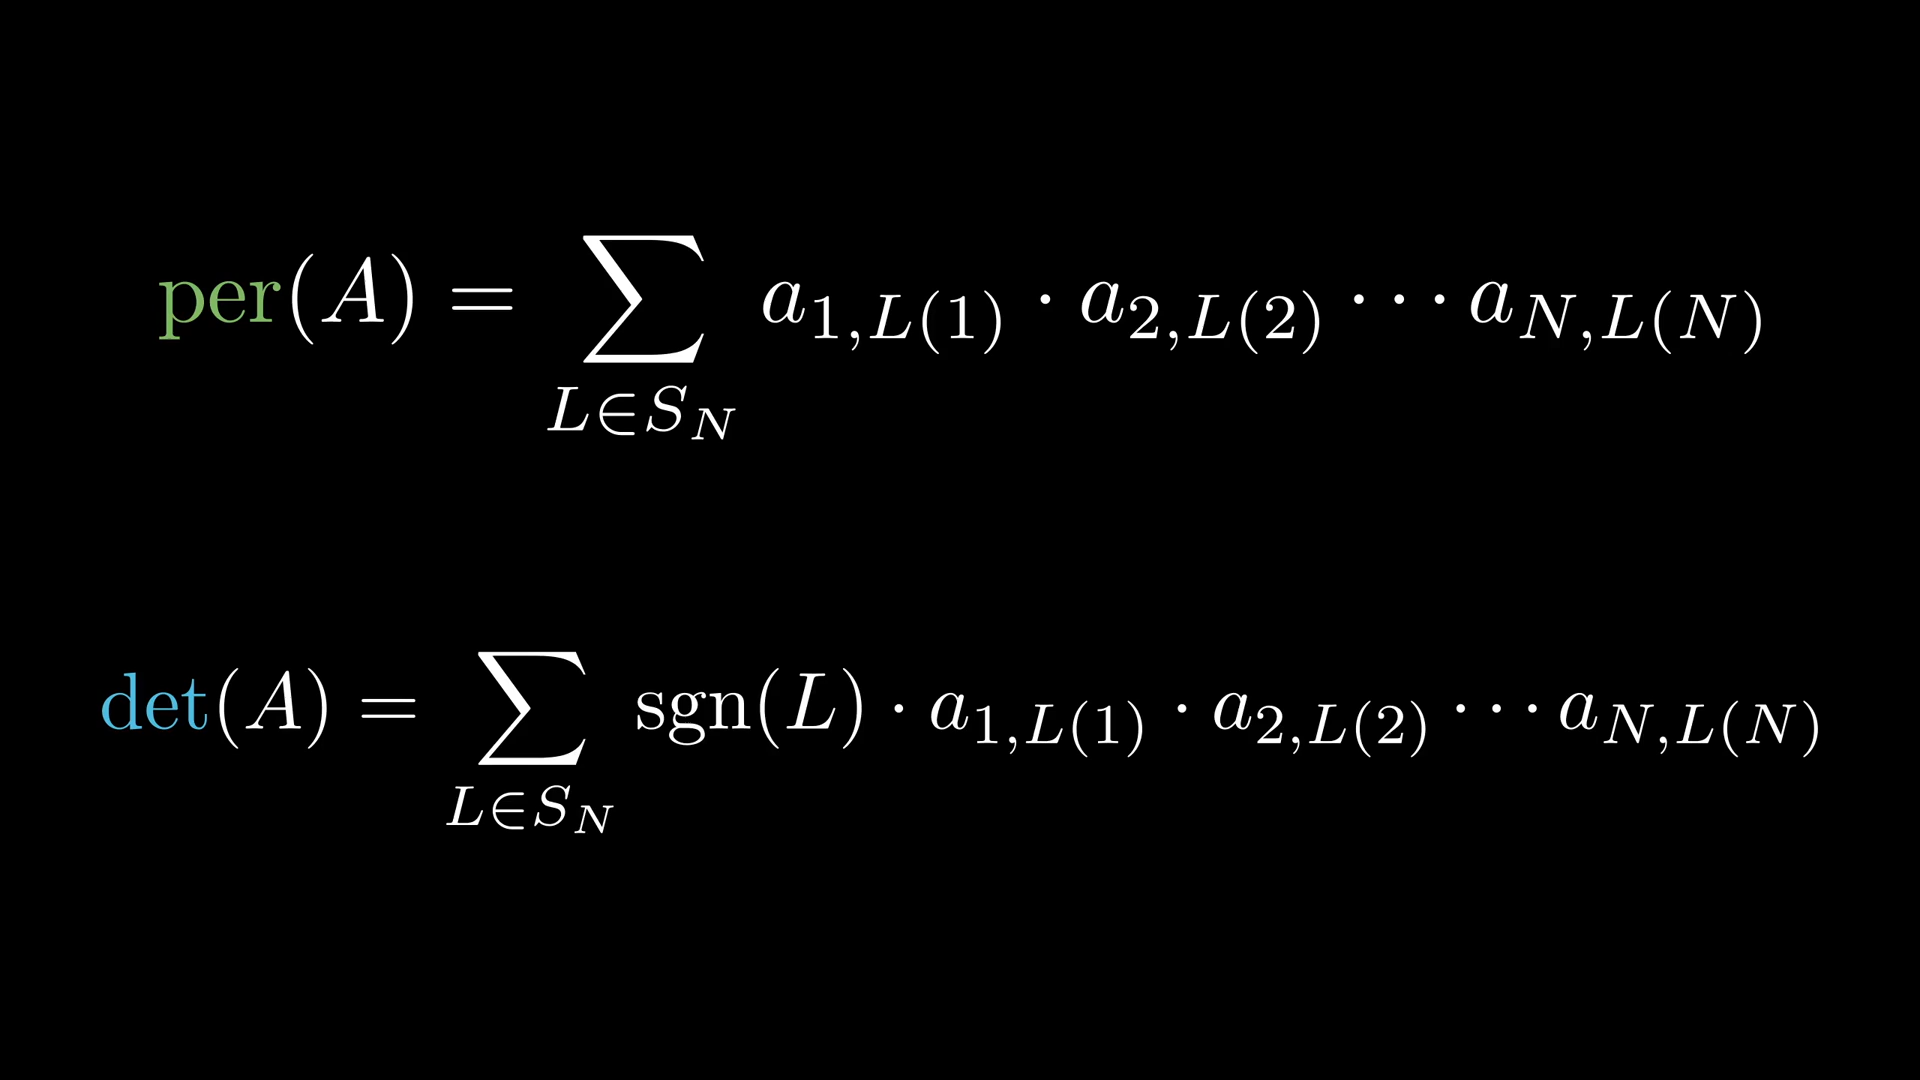 per(A) = ∑_{L∈S_N} a_{1,L(1)} · a_{2,L(2)} ··· a_{N,L(N)}
det(A) = ∑_{L∈S_N} sgn(L) · a_{1,L(1)} · a_{2,L(2)} ··· a_{N,L(N)}